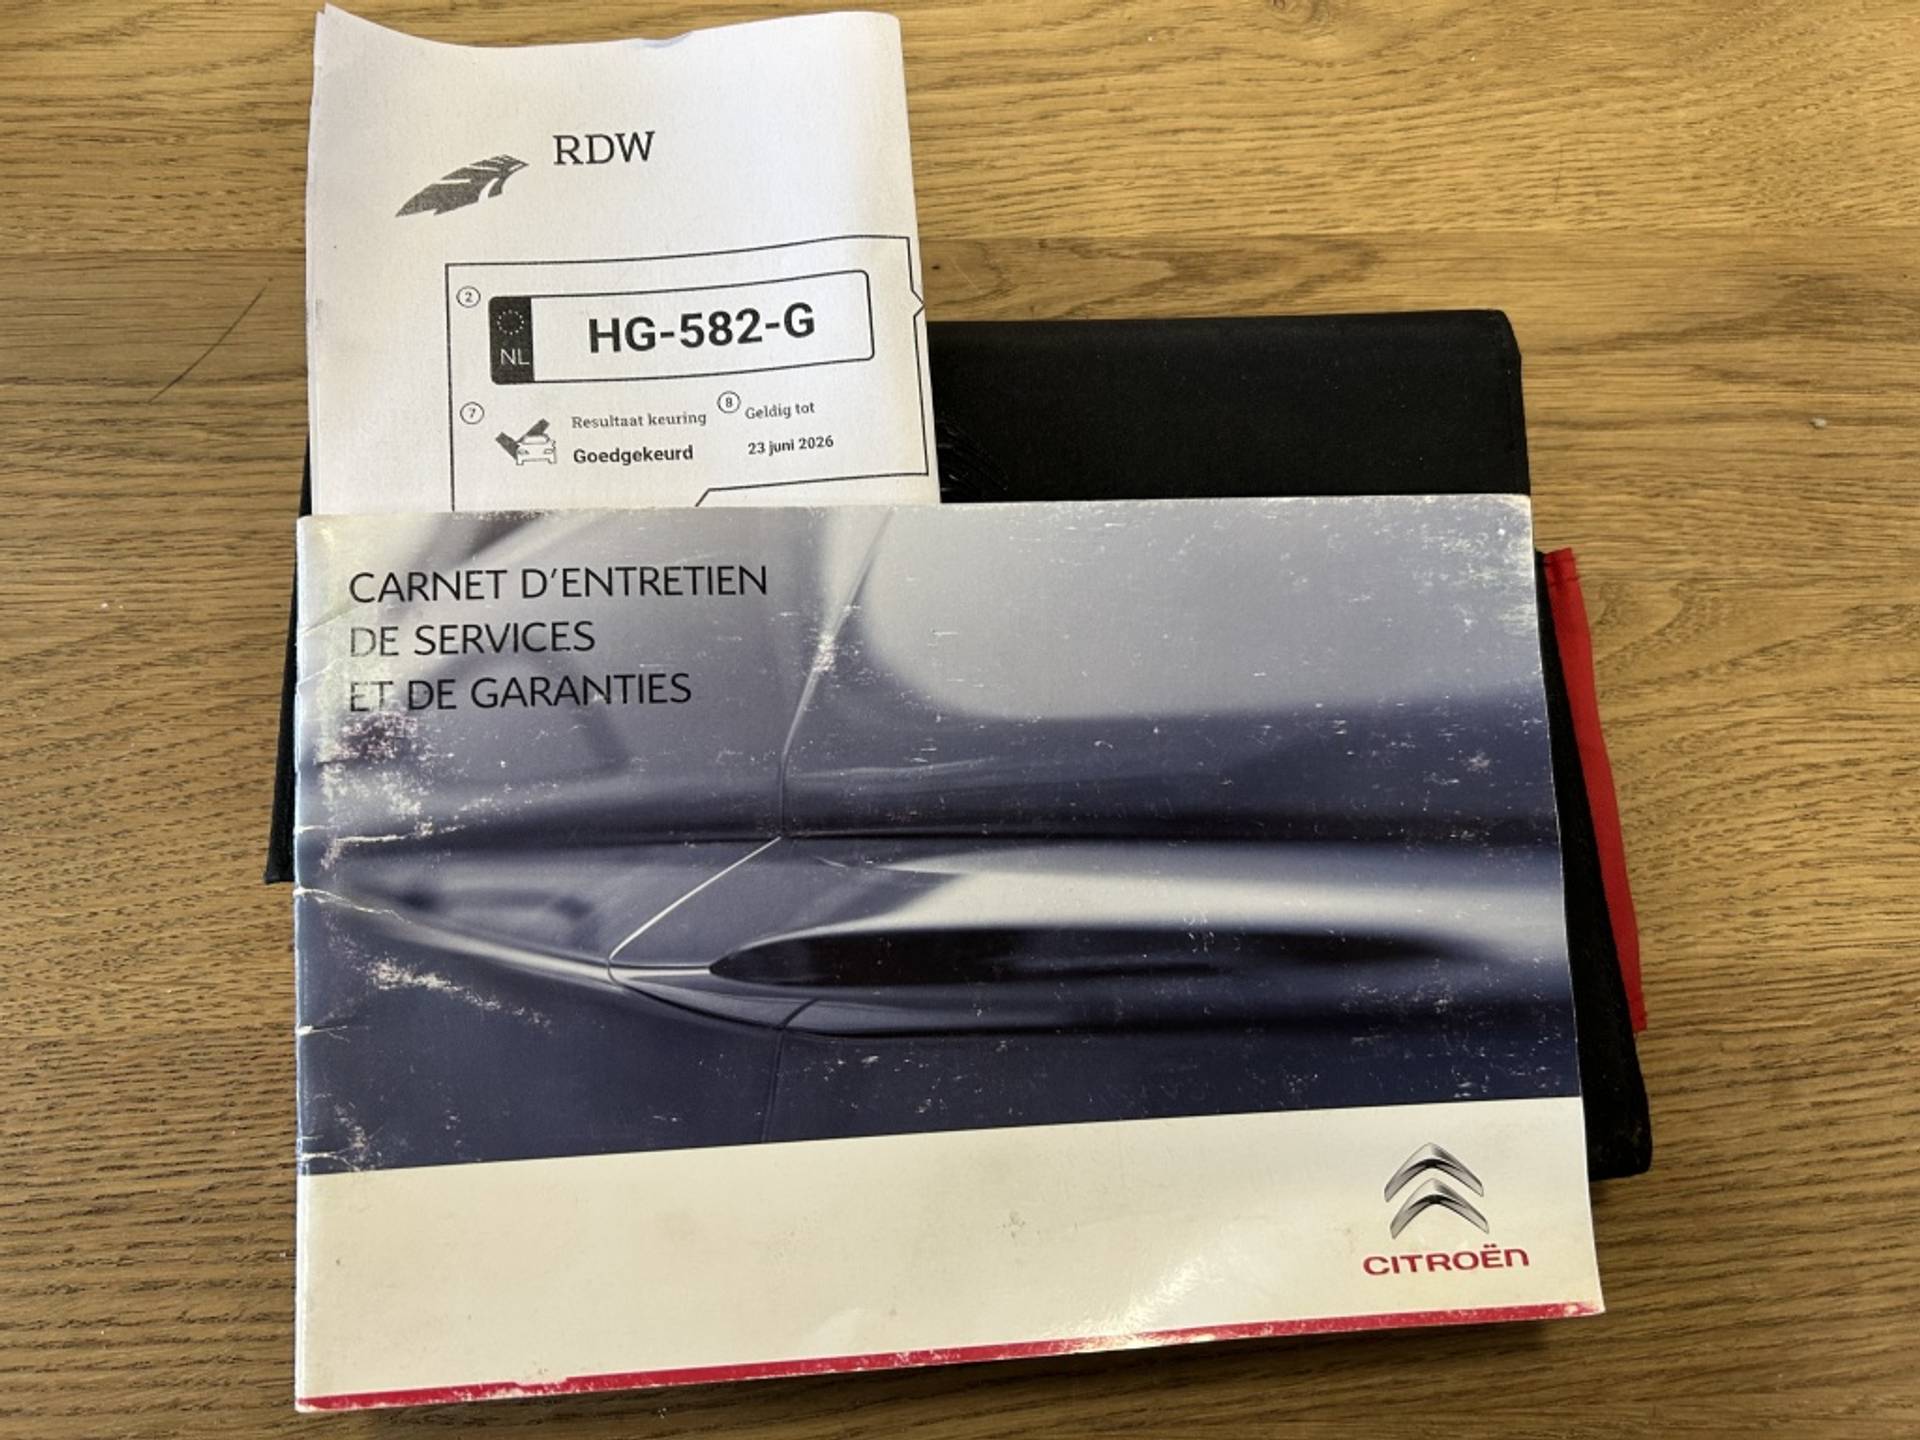 RDW
2
NL
HG-582-G
7
Resultaat keuring
Goedgekeurd
8
Geldig tot
23 juni 2026
CARNET D'ENTRETIEN
DE SERVICES
ET DE GARANTIES
CITROËN